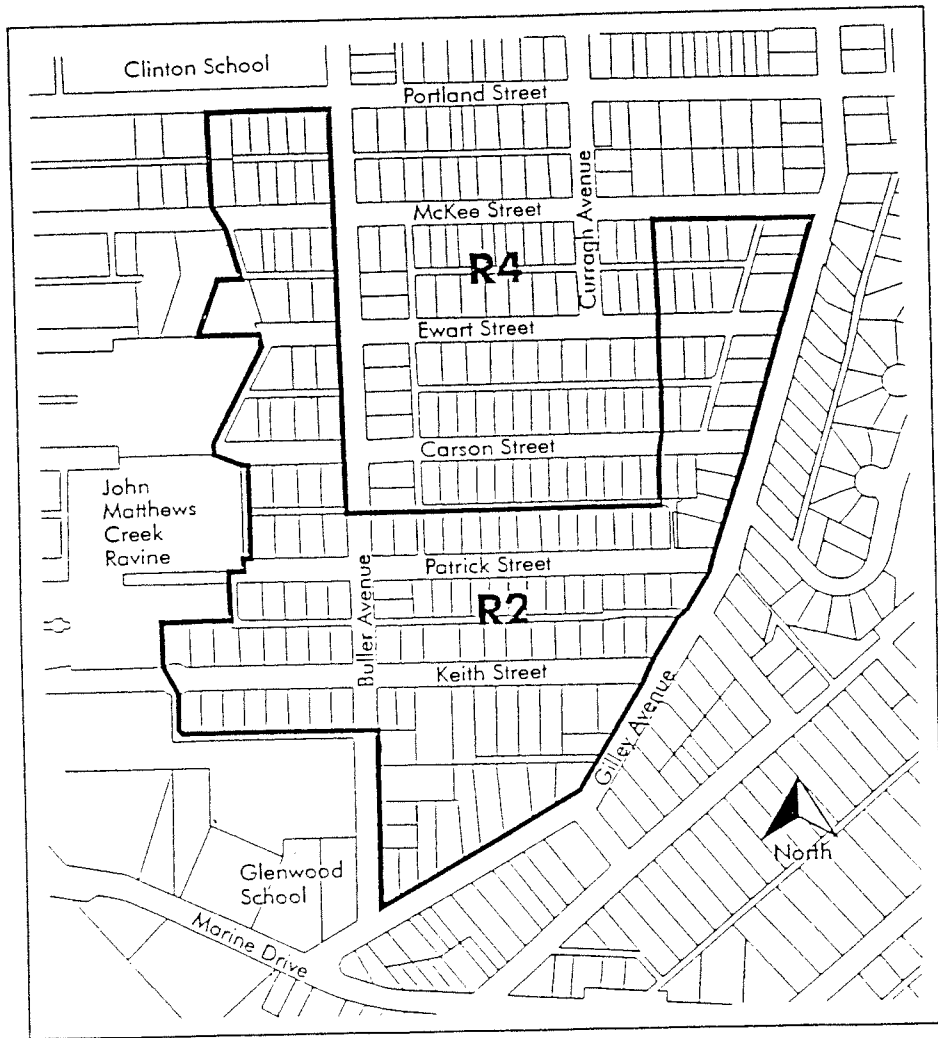 Clinton School
Portland Street
McKee Street
Curragh Avenue
R4
Ewart Street
Carson Street
John
Matthews
Creek
Ravine
Patrick Street
R2
Buller Avenue
Keith Street
Gilley Avenue
North
Glenwood
School
Marine Drive